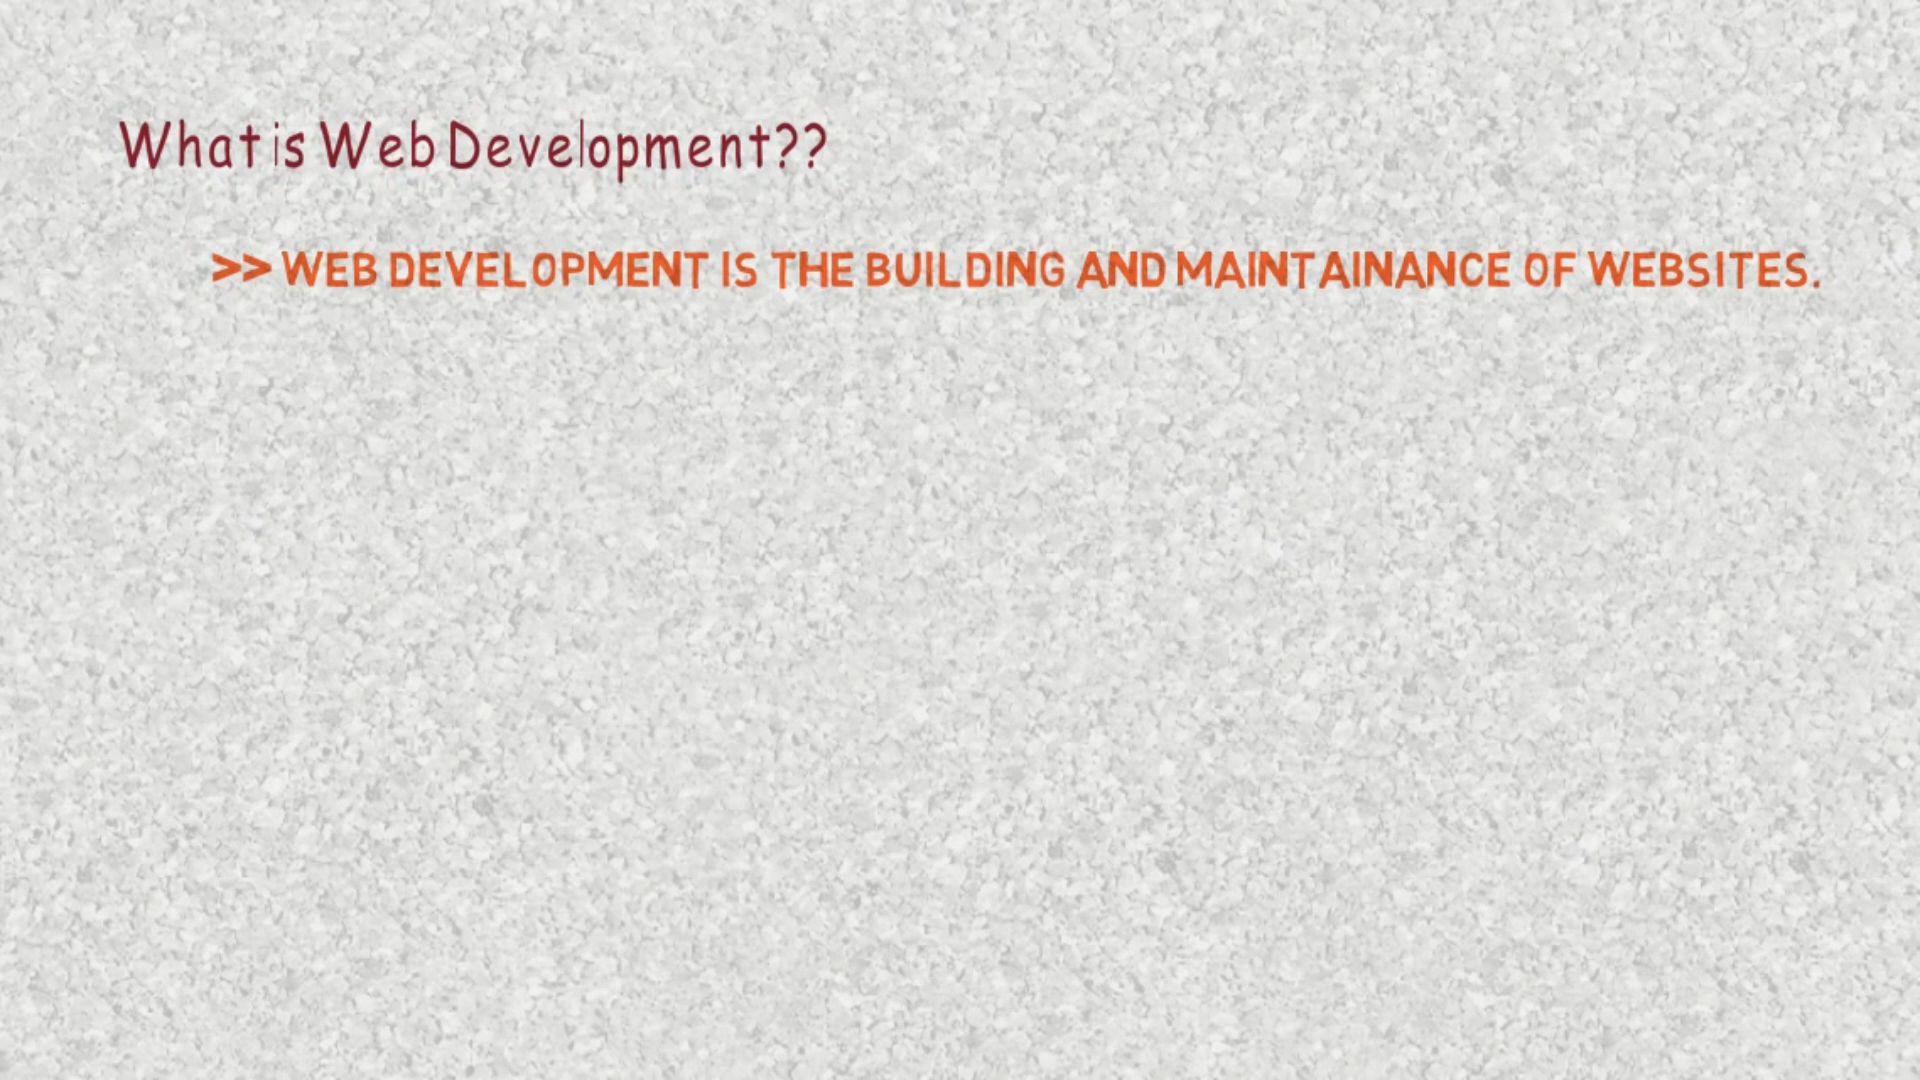 What is Web Development??
>> WEB DEVELOPMENT IS THE BUILDING AND MAINTAINANCE OF WEBSITES.